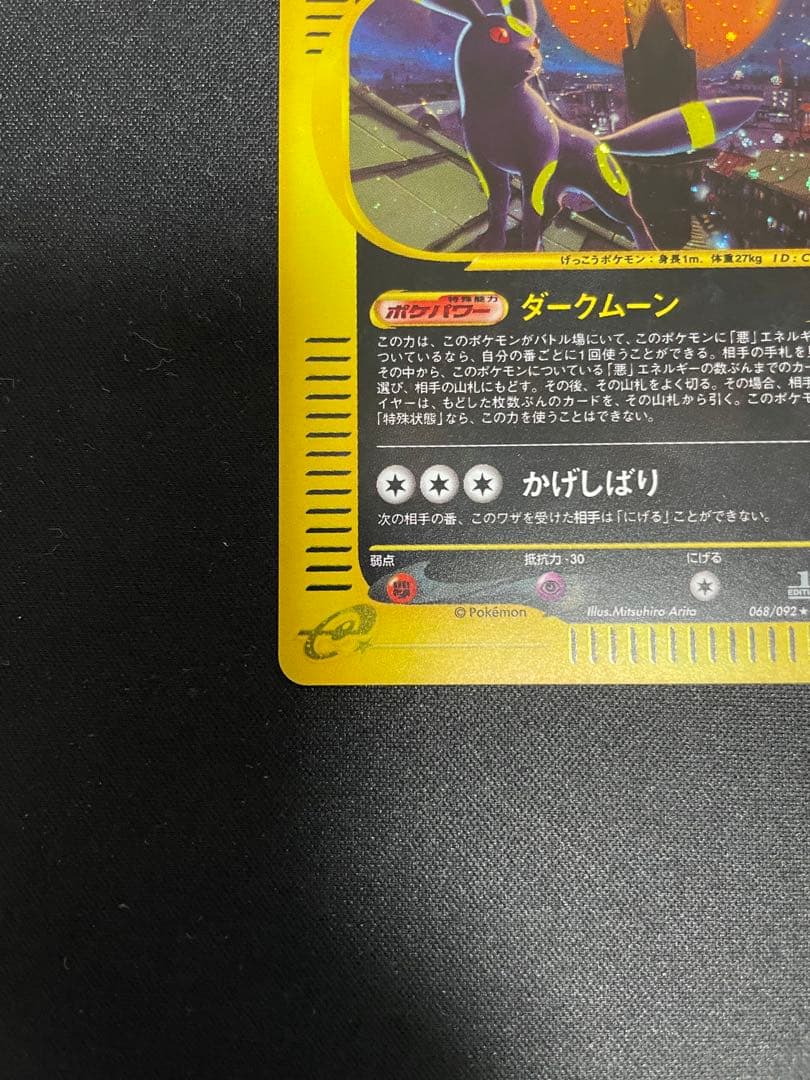 げっこうポケモン：身長1m. 体重27kg ID:C
特殊能力
ポケパワー ダークムーン
この力は、このポケモンがバトル場にいて、このポケモンに「悪」エネルギ
ついているなら、自分の番ごとに1回使うことができる。相手の手札を
その中から、このポケモンについている「悪」エネルギーの数ぶんまでのカー
選び、相手の山札にもどす。その後、その山札をよく切る。その場合、相手
イヤーは、もどした枚数ぶんのカードを、その山札から引く。このポケモ
「特殊状態」なら、この力を使うことはできない。
かげしばり
次の相手の番、このワザを受けた相手は「にげる」ことができない。
弱点 抵抗力-30 にげる
1
EDITI
© Pokémon Illus.Mitsuhiro Arita 068/092★
e